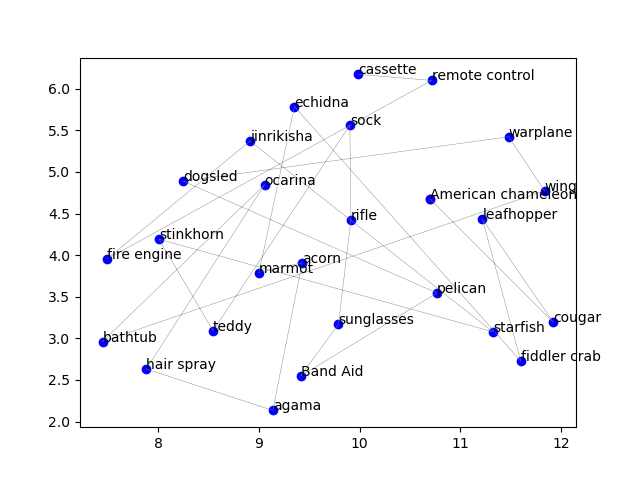 cassette
remote control
6.0
echidna
sock
5.5
jinrikisha
warplane
5.0
dogsled
ocarina
wing
American chameleon
4.5
rifle
leafhopper
stinkhorn
4.0
fire engine
marmot
acorn
3.5
pelican
sunglasses
starfish
cougar
3.0
bathtub
teddy
fiddler crab
2.5
hair spray
Band Aid
agama
2.0
8 9 10 11 12